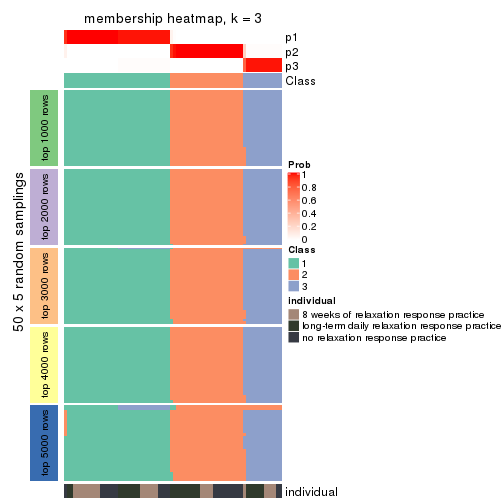 membership heatmap, k = 3
p1
p2
p3
Class
50 x 5 random samplings
top 1000 rows
top 2000 rows
top 3000 rows
top 4000 rows
top 5000 rows
Prob
1
0.8
0.6
0.4
0.2
0
Class
1
2
3
individual
8 weeks of relaxation response practice
long-term daily relaxation response practice
no relaxation response practice
individual